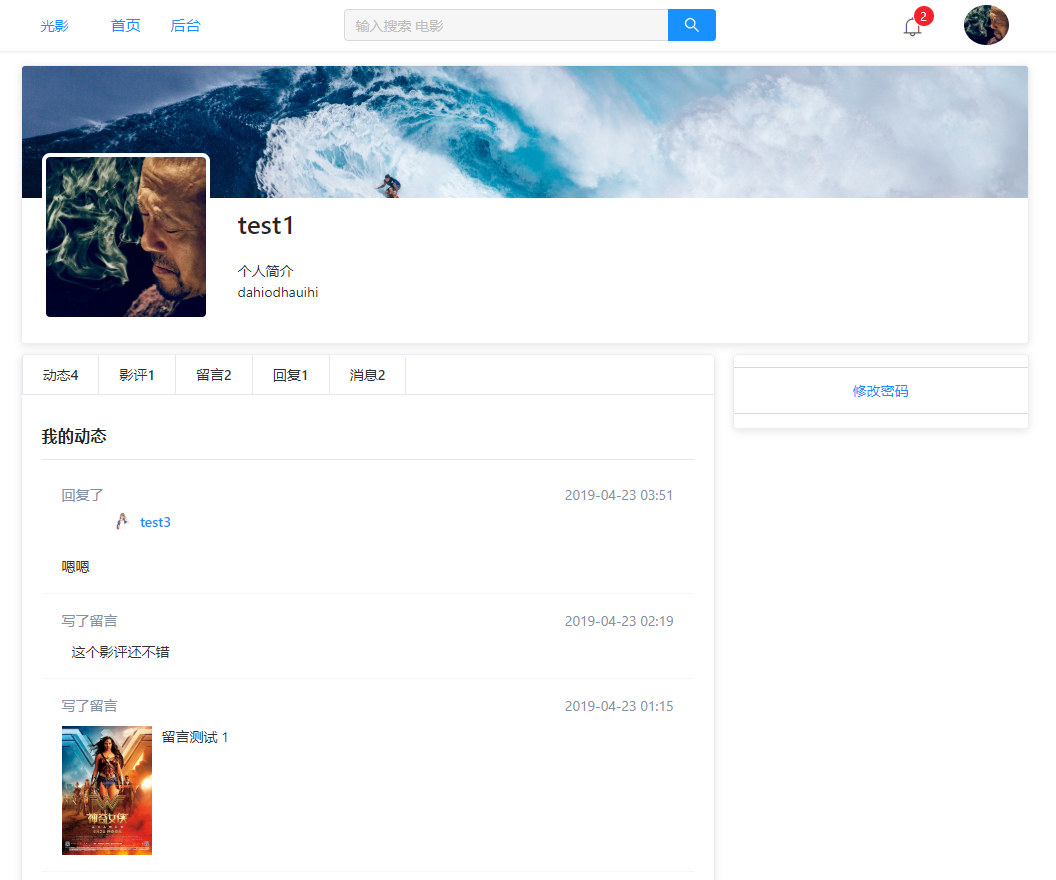 光影 首页 后台 输入搜索 电影 2
test1
个人简介
dahiodhauihi
动态4 影评1 留言2 回复1 消息2
修改密码
我的动态
回复了 2019-04-23 03:51
test3
嗯嗯
写了留言 2019-04-23 02:19
这个影评还不错
写了留言 2019-04-23 01:15
留言测试 1
神奇女侠